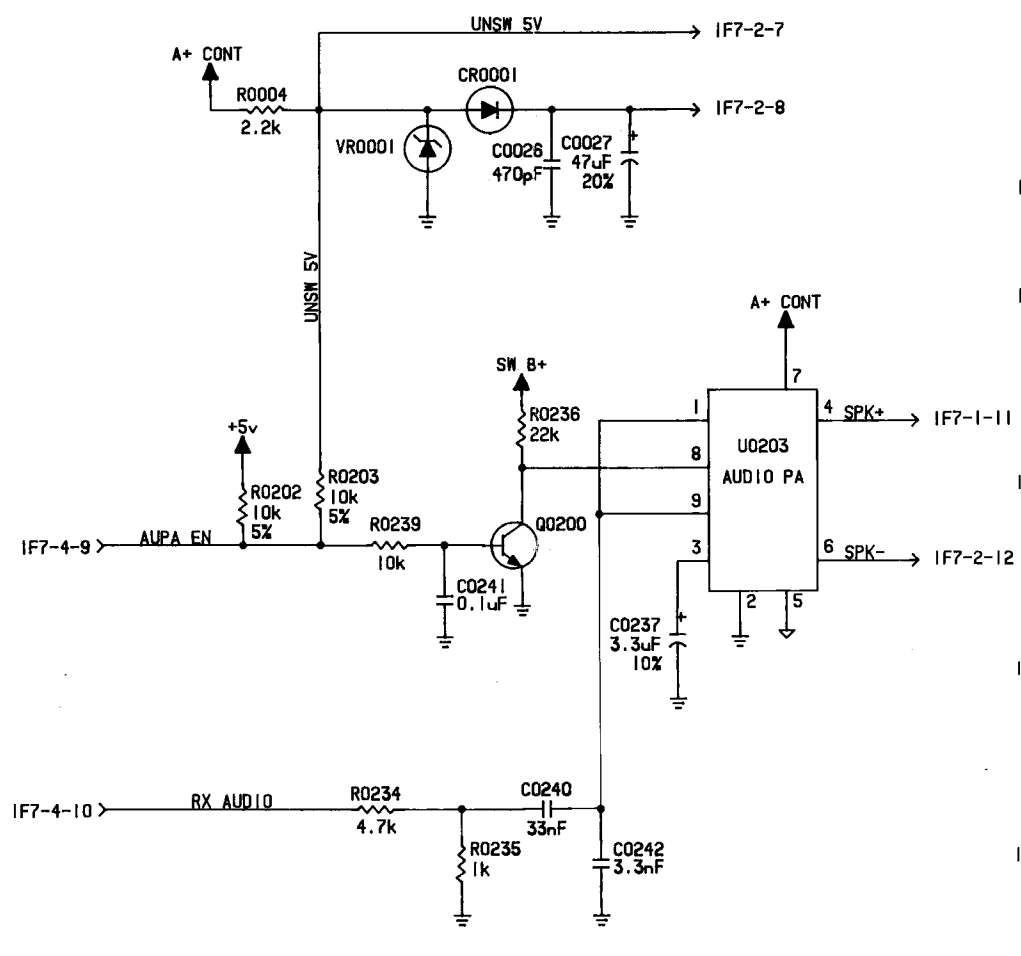 UNSW 5V
IF7-2-7
A+ CONT
CR0001
R0004
2.2k
IF7-2-8
VR0001
C0026
470pF
C0027
47uF
20%
+
UNSW 5V
A+ CONT
7
SW B+
R0236
22k
1
4 SPK+
IF7-1-11
+5v
U0203
AUDIO PA
8
R0202
10k
5%
R0203
10k
5%
9
R0239
10k
Q0200
IF7-4-9
AUPA EN
3
6 SPK-
IF7-2-12
C0241
0.1uF
2
5
C0237
3.3uF
10%
+
IF7-4-10
RX AUDIO
R0234
4.7k
C0240
33nF
R0235
1k
C0242
3.3nF